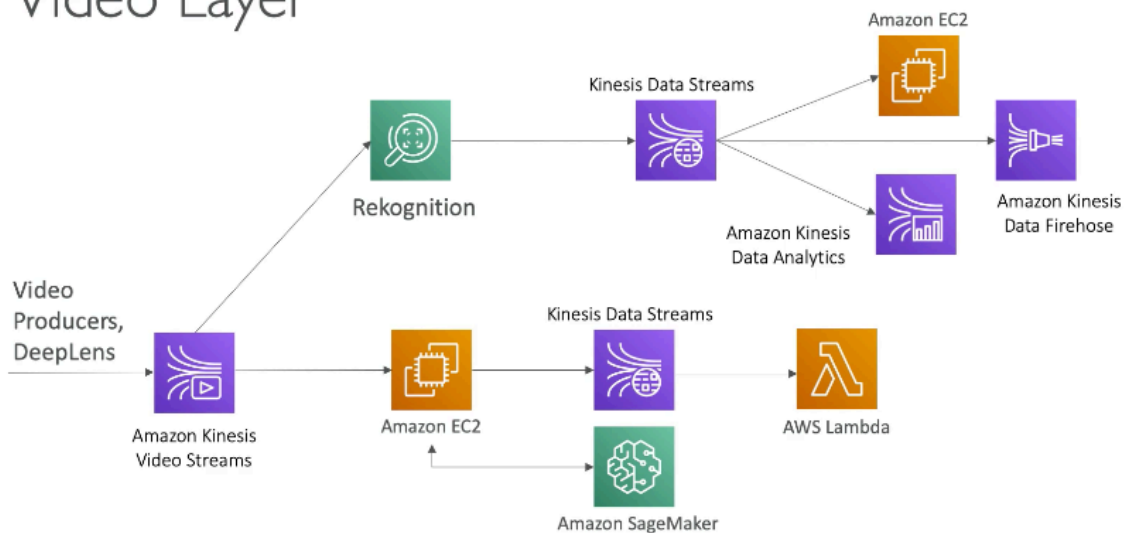 Video Layer
Amazon EC2
Kinesis Data Streams
Rekognition
Amazon Kinesis
Data Firehose
Amazon Kinesis
Data Analytics
Video
Producers,
DeepLens
Kinesis Data Streams
Amazon EC2
AWS Lambda
Amazon Kinesis
Video Streams
Amazon SageMaker